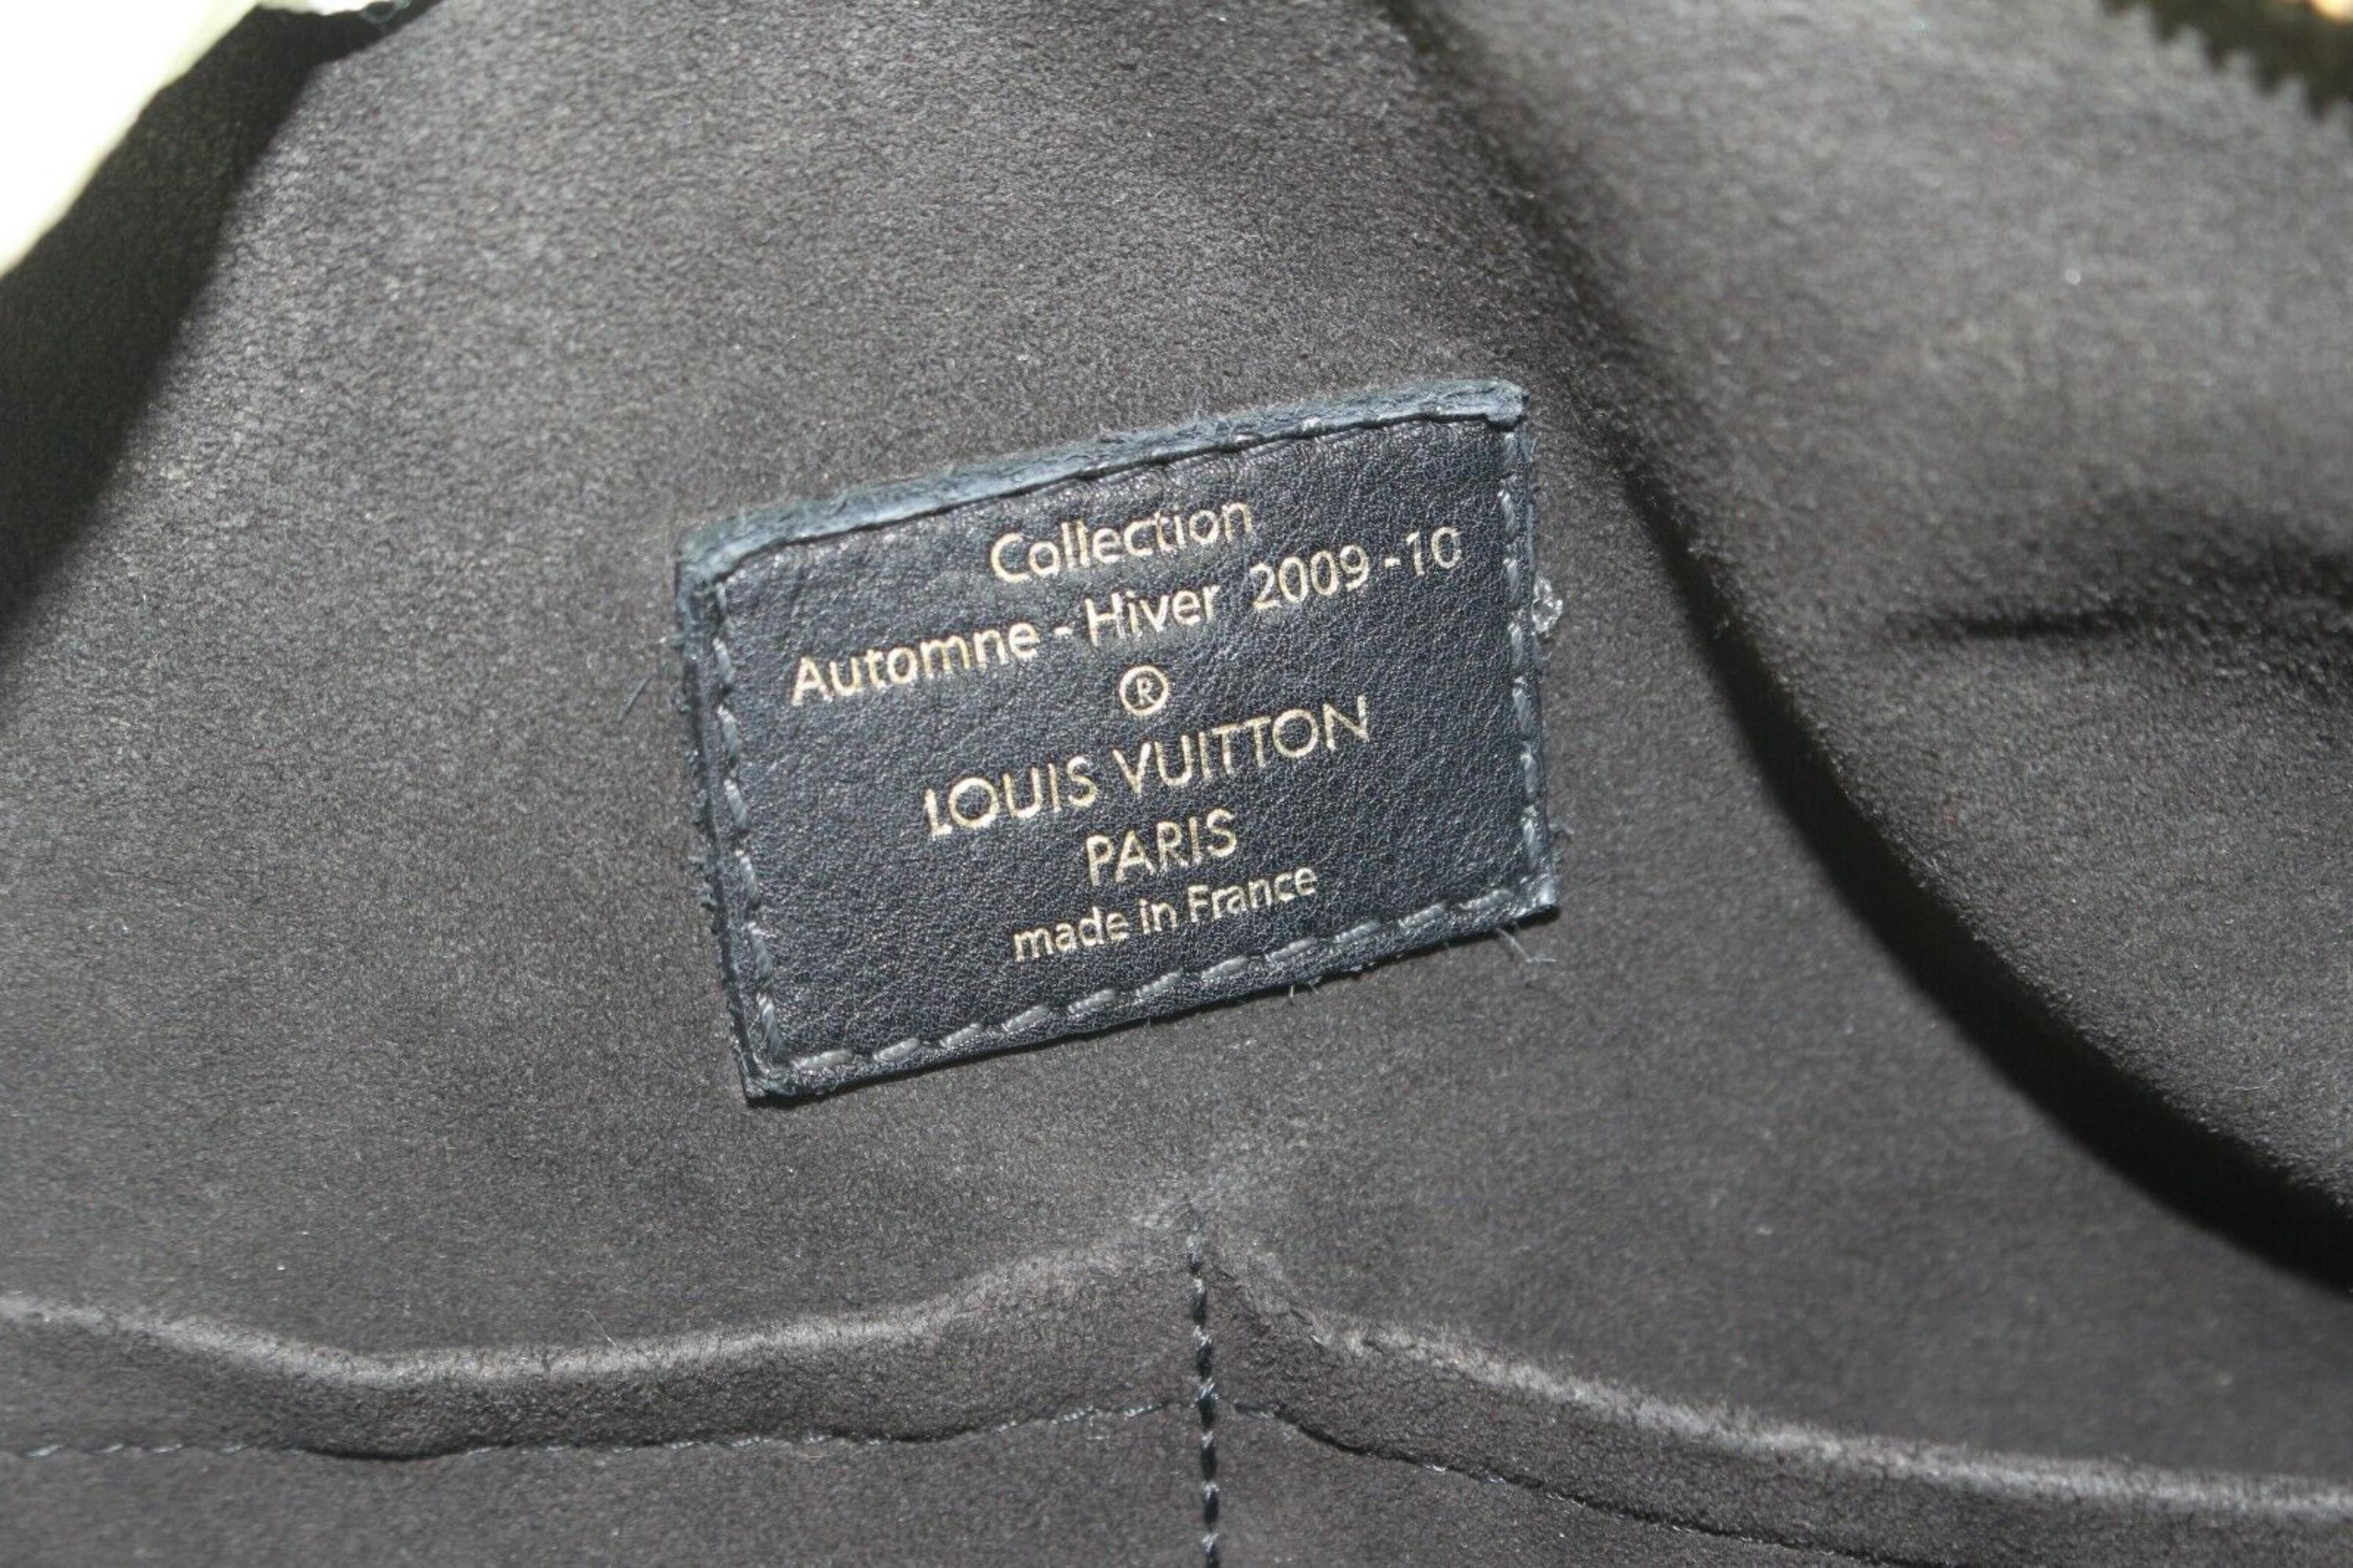 Collection
Automne - Hiver 2009 - 10
®
LOUIS VUITTON
PARIS
made in France